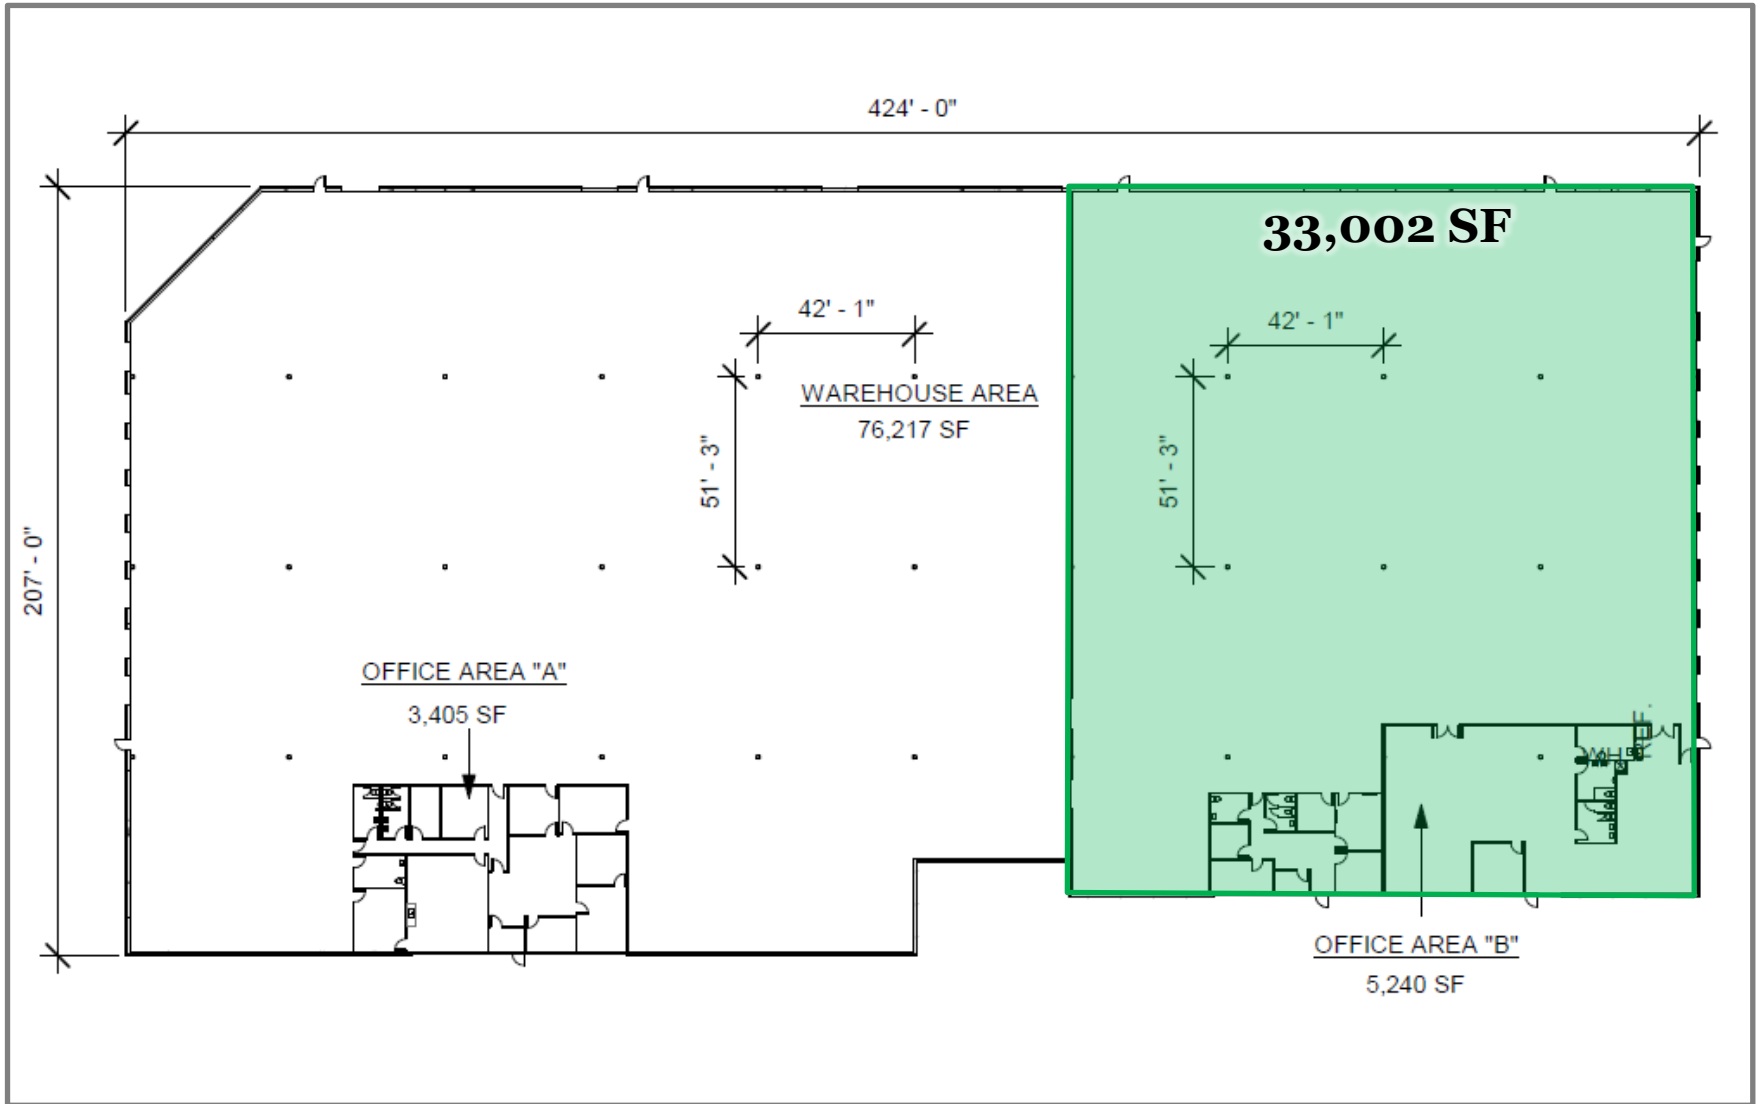 424' - 0"
33,002 SF
42' - 1"
42' - 1"
WAREHOUSE AREA
76,217 SF
51' - 3"
51' - 3"
207' - 0"
OFFICE AREA "A"
3,405 SF
REF.
WH
OFFICE AREA "B"
5,240 SF